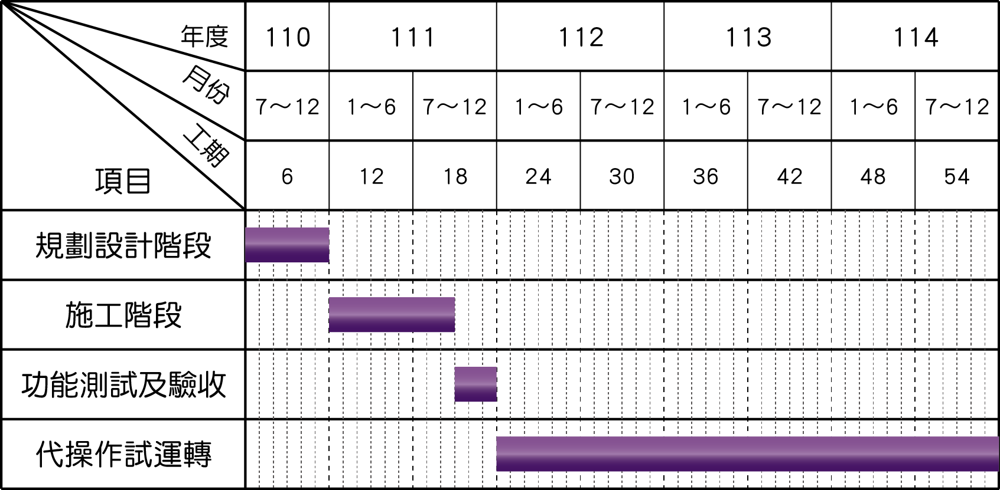 年度 110 111 112 113 114
月份 7～12 1～6 7～12 1～6 7～12 1～6 7～12 1～6 7～12
工期 6 12 18 24 30 36 42 48 54
項目
規劃設計階段
施工階段
功能測試及驗收
代操作試運轉